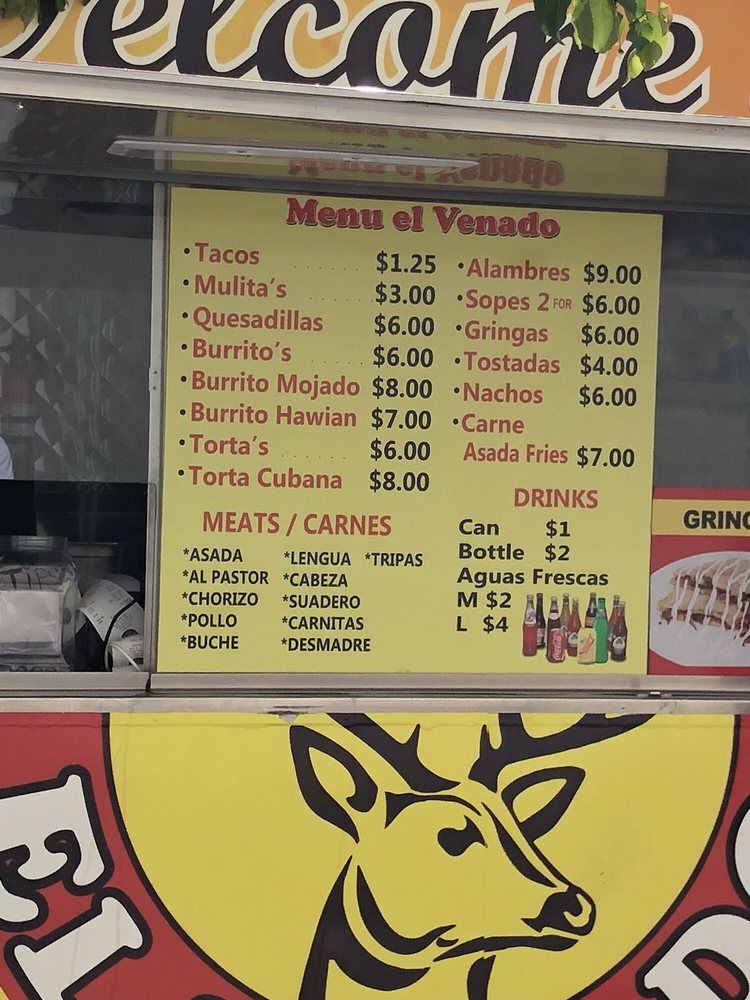 Welcome
Menu el Venado
• Tacos .......... $1.25
• Mulita's .......... $3.00
• Quesadillas $6.00
• Burrito's ........ $6.00
• Burrito Mojado $8.00
• Burrito Hawian $7.00
• Torta's ........... $6.00
• Torta Cubana $8.00
• Alambres $9.00
• Sopes 2 FOR $6.00
• Gringas $6.00
• Tostadas $4.00
• Nachos $6.00
• Carne
Asada Fries $7.00
MEATS / CARNES
*ASADA *LENGUA *TRIPAS
*AL PASTOR *CABEZA
*CHORIZO *SUADERO
*POLLO *CARNITAS
*BUCHE *DESMADRE
DRINKS
Can $1
Bottle $2
Aguas Frescas
M $2
L $4
GRING
TIPS
EL